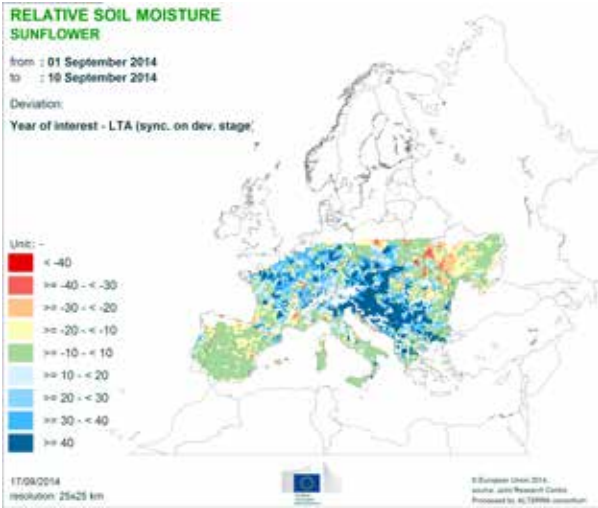 RELATIVE SOIL MOISTURE
SUNFLOWER
from : 01 September 2014
to : 10 September 2014
Deviation:
Year of interest - LTA (sync. on dev. stage)
Unit: -
< -40
>= -40 - < -30
>= -30 - < -20
>= -20 - < -10
>= -10 - < 10
>= 10 - < 20
>= 20 - < 30
>= 30 - < 40
>= 40
17/09/2014
resolution: 25x25 km
© European Union 2014,
source: Joint Research Centre
Processed by ALTERRA consortium